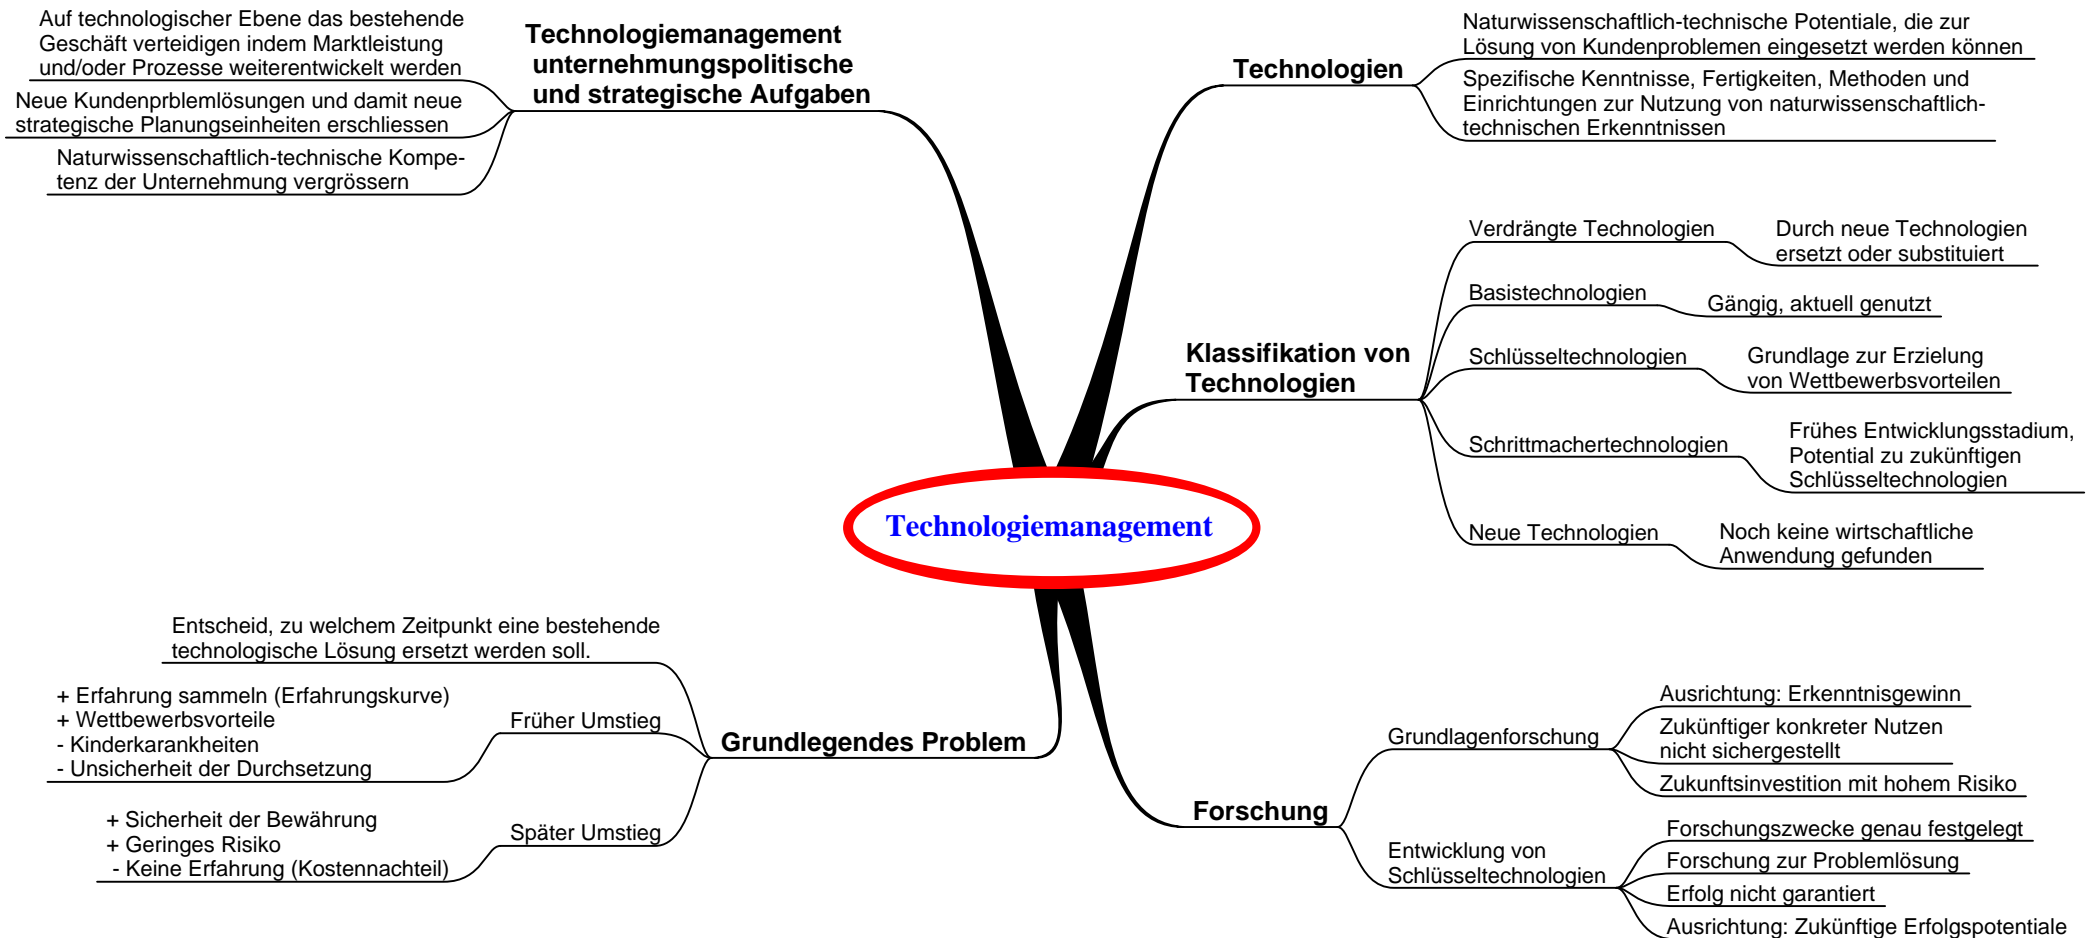 Auf technologischer Ebene das bestehende
Geschäft verteidigen indem Marktleistung
und/oder Prozesse weiterentwickelt werden
Neue Kundenprblemlösungen und damit neue
strategische Planungseinheiten erschliessen
Naturwissenschaftlich-technische Kompe-
tenz der Unternehmung vergrössern
Technologiemanagement
unternehmungspolitische
und strategische Aufgaben
Technologien
Naturwissenschaftlich-technische Potentiale, die zur
Lösung von Kundenproblemen eingesetzt werden können
Spezifische Kenntnisse, Fertigkeiten, Methoden und
Einrichtungen zur Nutzung von naturwissenschaftlich-
technischen Erkenntnissen
Klassifikation von
Technologien
Verdrängte Technologien
Durch neue Technologien
ersetzt oder substituiert
Basistechnologien
Gängig, aktuell genutzt
Schlüsseltechnologien
Grundlage zur Erzielung
von Wettbewerbsvorteilen
Schrittmachertechnologien
Frühes Entwicklungsstadium,
Potential zu zukünftigen
Schlüsseltechnologien
Neue Technologien
Noch keine wirtschaftliche
Anwendung gefunden
Technologiemanagement
Entscheid, zu welchem Zeitpunkt eine bestehende
technologische Lösung ersetzt werden soll.
+ Erfahrung sammeln (Erfahrungskurve)
+ Wettbewerbsvorteile
- Kinderkarankheiten
- Unsicherheit der Durchsetzung
Früher Umstieg
+ Sicherheit der Bewährung
+ Geringes Risiko
- Keine Erfahrung (Kostennachteil)
Später Umstieg
Grundlegendes Problem
Forschung
Grundlagenforschung
Ausrichtung: Erkenntnisgewinn
Zukünftiger konkreter Nutzen
nicht sichergestellt
Zukunftsinvestition mit hohem Risiko
Entwicklung von
Schlüsseltechnologien
Forschungszwecke genau festgelegt
Forschung zur Problemlösung
Erfolg nicht garantiert
Ausrichtung: Zukünftige Erfolgspotentiale